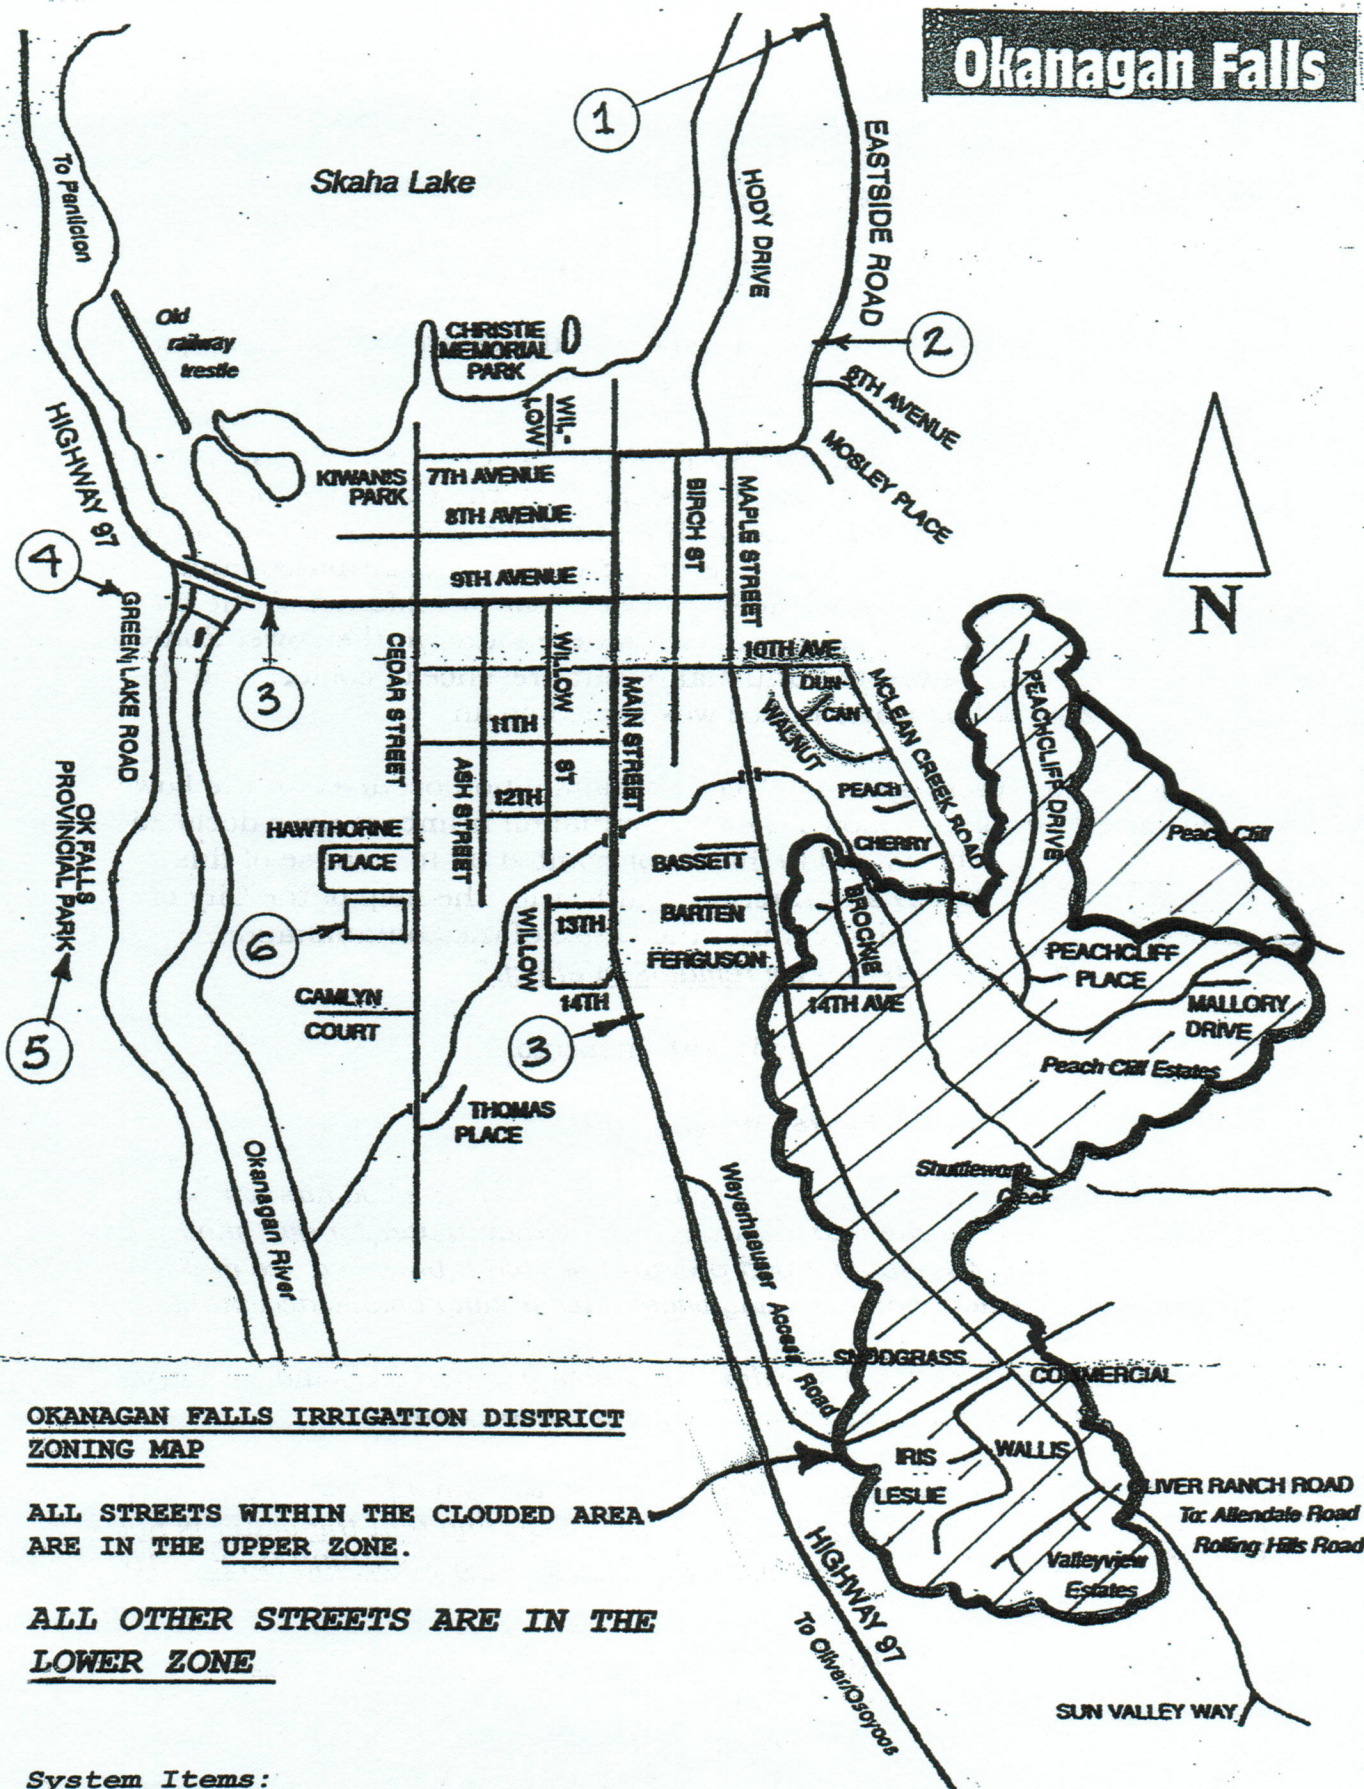 Okanagan Falls
1
Skaha Lake
EASTSIDE ROAD
HODY DRIVE
To Penticton
Old
railway
trestle
CHRISTIE
MEMORIAL
PARK
2
8TH AVENUE
MOSLEY PLACE
HIGHWAY 97
WIL-
LOW
KIWANIS
PARK
7TH AVENUE
8TH AVENUE
9TH AVENUE
BIRCH ST
MAPLE STREET
N
4
GREEN LAKE ROAD
3
CEDAR STREET
WILLOW
ST
MAIN STREET
10TH AVE
DUN-
CAN
WALNUT
MCLEAN CREEK ROAD
PEACHCLIFF DRIVE
11TH
ASH STREET
12TH
PEACH
CHERRY
Peach Cliff
OK FALLS
PROVINCIAL PARK
HAWTHORNE
PLACE
BASSETT
BARTEN
FERGUSON
BROCKIE
6
13TH
WILLOW
14TH
14TH AVE
PEACHCLIFF
PLACE
MALLORY
DRIVE
CAMLYN
COURT
5
3
Peach Cliff Estates
THOMAS
PLACE
Okanagan River
Shuttleworth
Creek
Weyerhaeuser Access Road
SNODGRASS
COMMERCIAL
OKANAGAN FALLS IRRIGATION DISTRICT
ZONING MAP
IRIS
WALLIS
LESLIE
LIVER RANCH ROAD
To: Allendale Road
Rolling Hills Road
ALL STREETS WITHIN THE CLOUDED AREA
ARE IN THE UPPER ZONE.
Valleyview
Estates
HIGHWAY 97
To Oliver/Osoyoos
ALL OTHER STREETS ARE IN THE
LOWER ZONE
SUN VALLEY WAY
System Items: